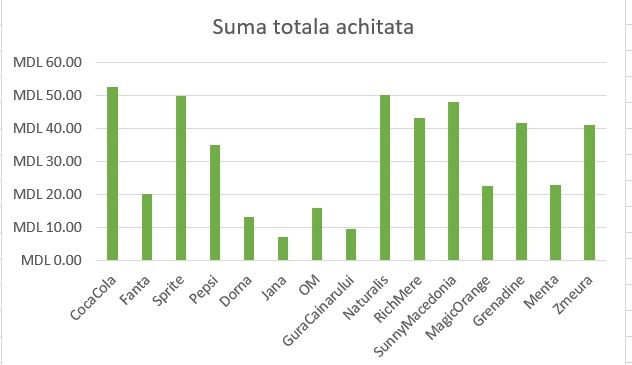 Suma totala achitata
MDL 60.00
MDL 50.00
MDL 40.00
MDL 30.00
MDL 20.00
MDL 10.00
MDL 0.00
CocaCola
Fanta
Sprite
Pepsi
Dorna
Jana
OM
GuraCainarului
Naturalis
RichMere
SunnyMacedonia
MagicOrange
Grenadine
Menta
Zmeura